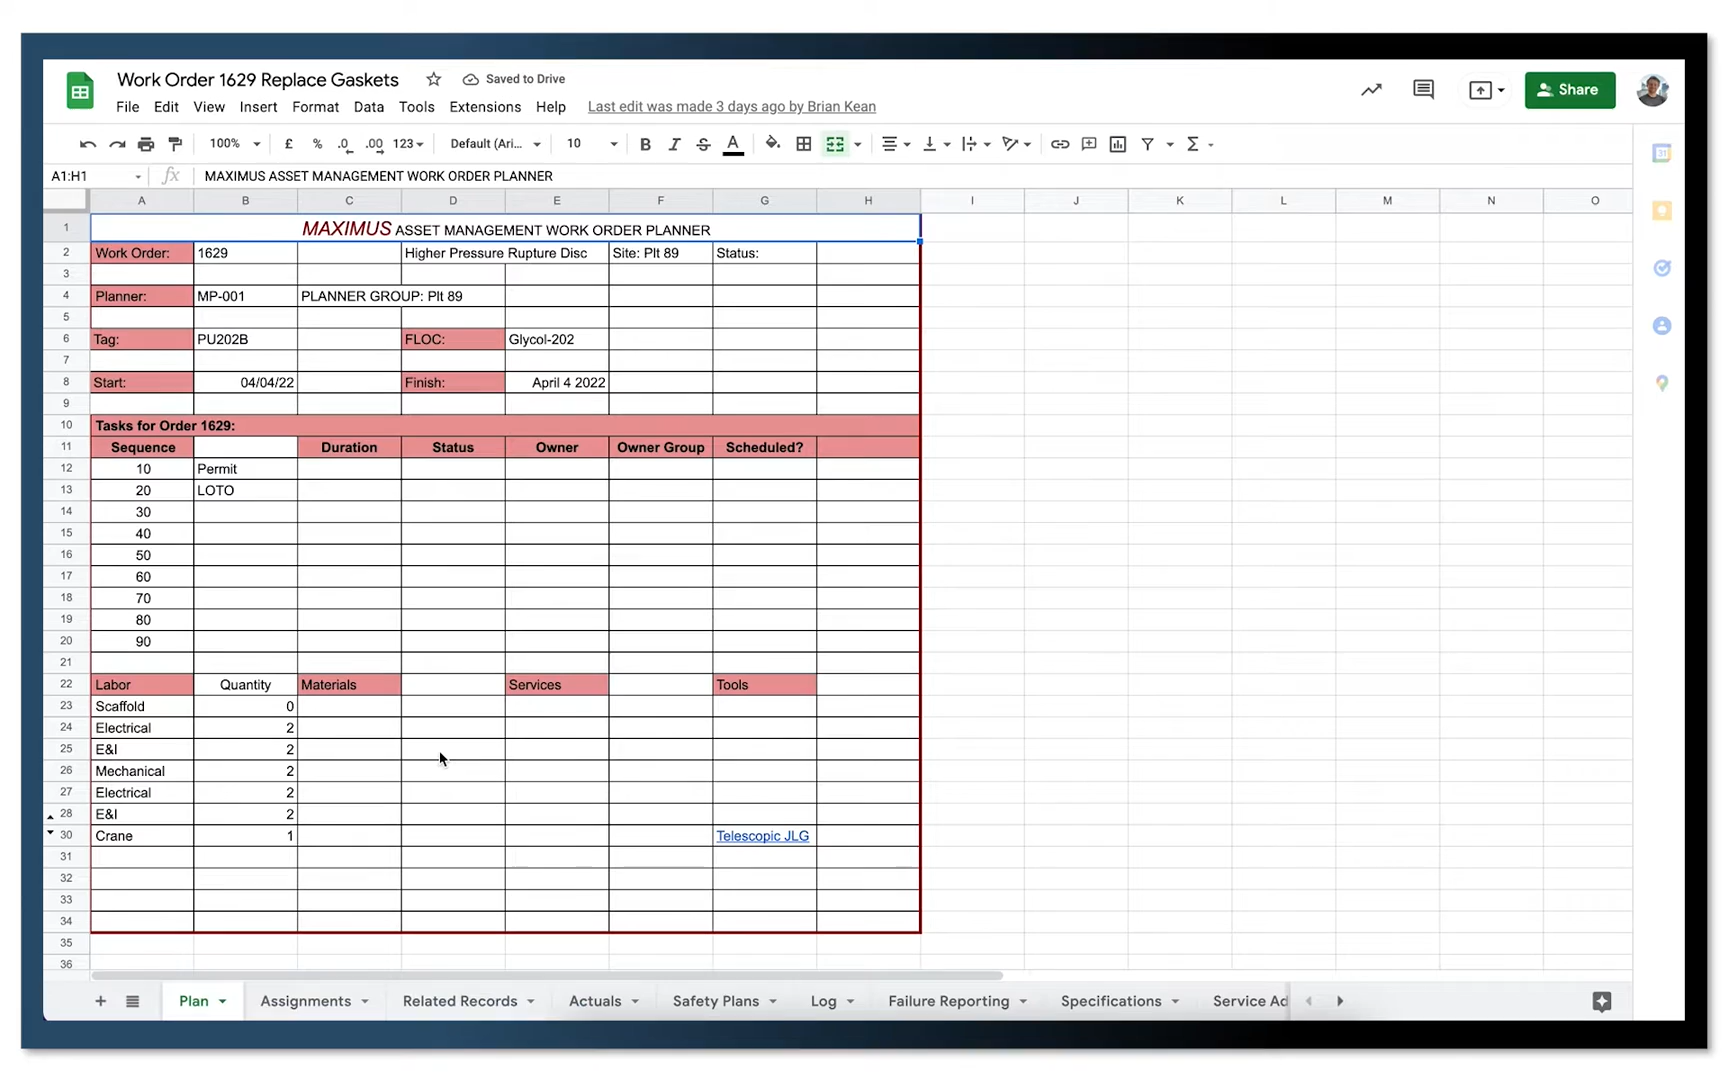 Work Order 1629 Replace Gaskets Saved to Drive
Share
File Edit View Insert Format Data Tools Extensions Help Last edit was made 3 days ago by Brian Kean
100% £ % .0 .00 123 Default (Ari... 10 B I S A Σ
A1:H1 fx MAXIMUS ASSET MANAGEMENT WORK ORDER PLANNER
A B C D E F G H I J K L M N O
1 MAXIMUS ASSET MANAGEMENT WORK ORDER PLANNER
2 Work Order: 1629 Higher Pressure Rupture Disc Site: Plt 89 Status:
3
4 Planner: MP-001 PLANNER GROUP: Plt 89
5
6 Tag: PU202B FLOC: Glycol-202
7
8 Start: 04/04/22 Finish: April 4 2022
9
10 Tasks for Order 1629:
11 Sequence Duration Status Owner Owner Group Scheduled?
12 10 Permit
13 20 LOTO
14 30
15 40
16 50
17 60
18 70
19 80
20 90
21
22 Labor Quantity Materials Services Tools
23 Scaffold 0
24 Electrical 2
25 E&I 2
26 Mechanical 2
27 Electrical 2
28 E&I 2
30 Crane 1 Telescopic JLG
31
32
33
34
35
36
+ Plan Assignments Related Records Actuals Safety Plans Log Failure Reporting Specifications Service Ad
31